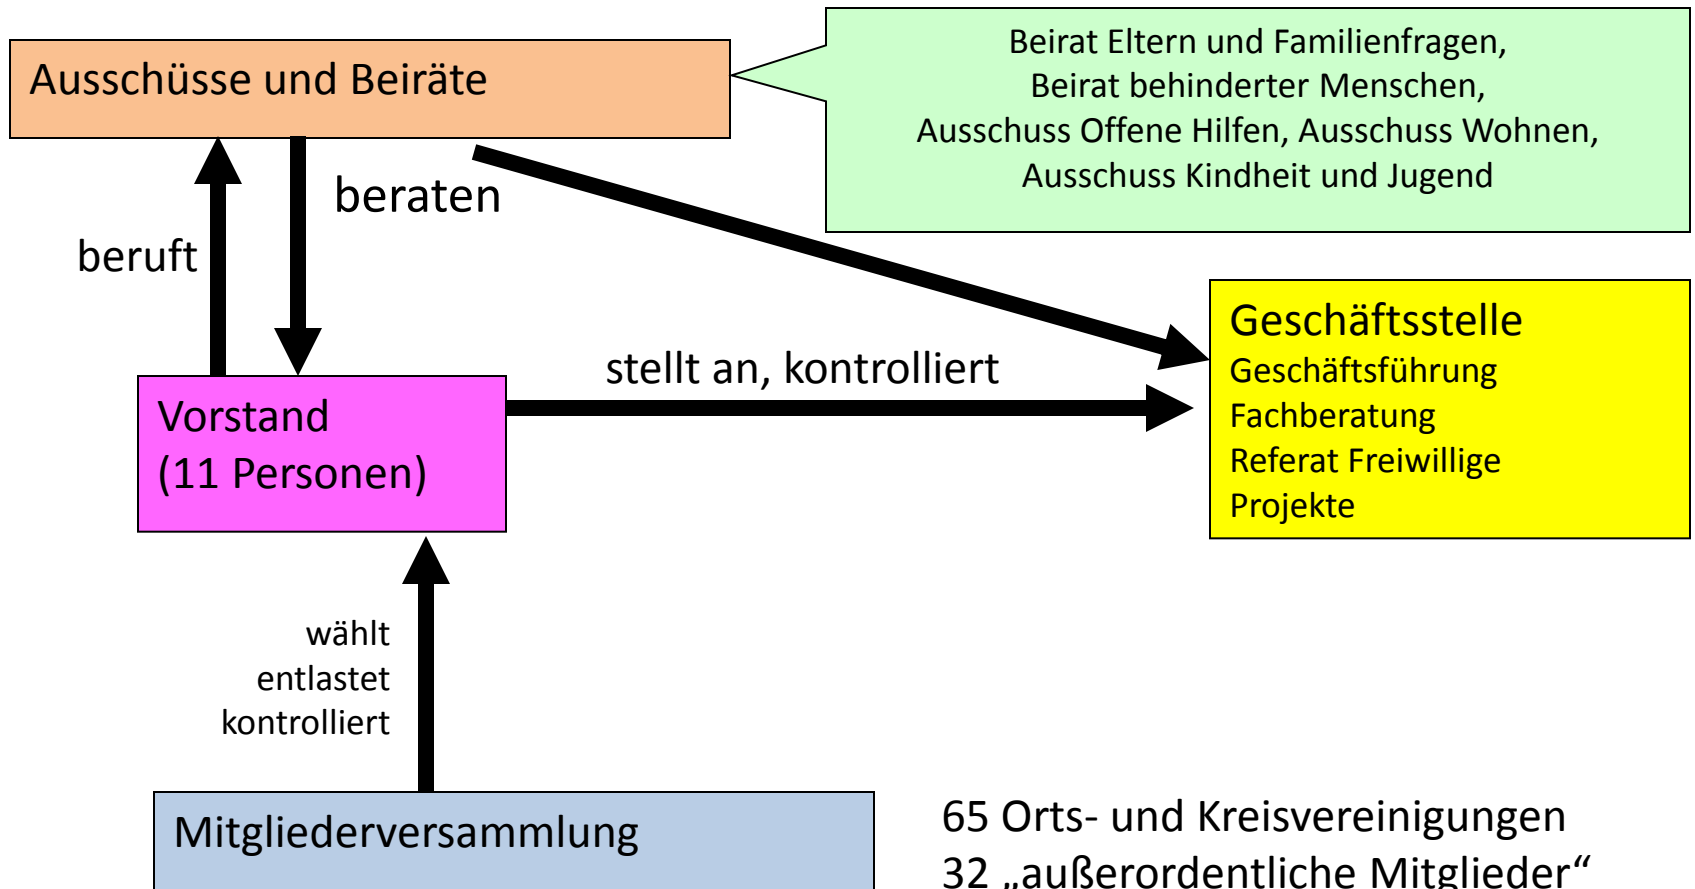 Ausschüsse und Beiräte
Beirat Eltern und Familienfragen,
Beirat behinderter Menschen,
Ausschuss Offene Hilfen, Ausschuss Wohnen,
Ausschuss Kindheit und Jugend
beraten
beruft
Geschäftsstelle
Geschäftsführung
Fachberatung
Referat Freiwillige
Projekte
stellt an, kontrolliert
Vorstand
(11 Personen)
wählt
entlastet
kontrolliert
Mitgliederversammlung
65 Orts- und Kreisvereinigungen
32 „außerordentliche Mitglieder“